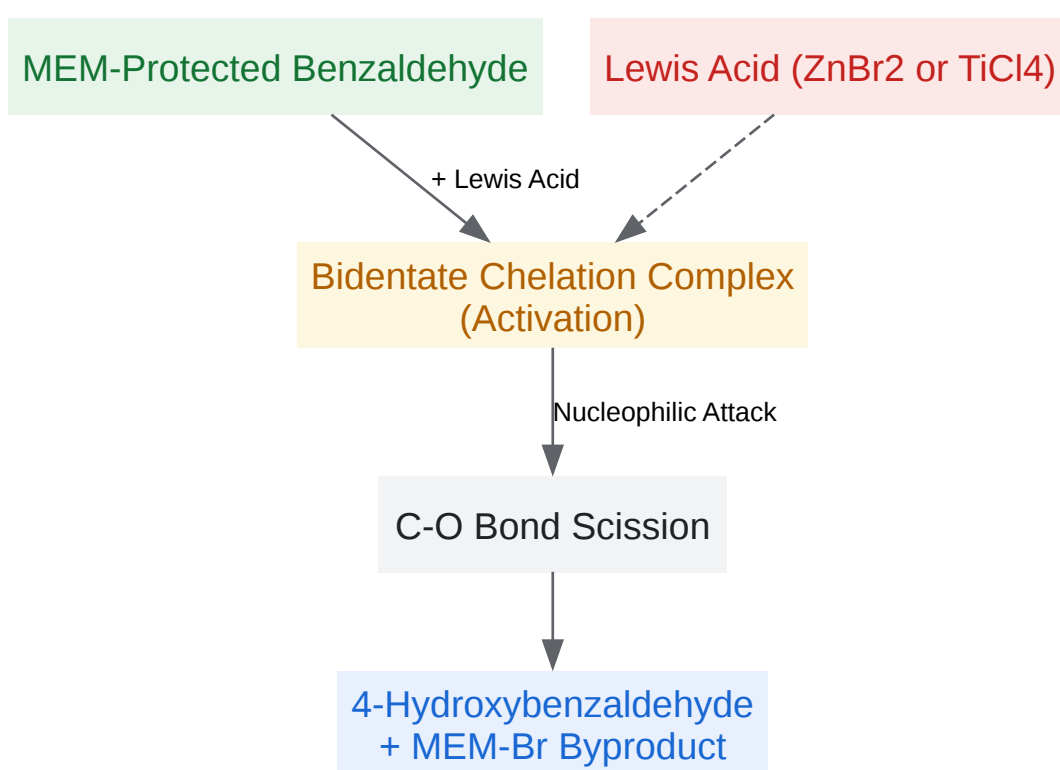 MEM-Protected Benzaldehyde
Lewis Acid (ZnBr2 or TiCl4)
+ Lewis Acid
Bidentate Chelation Complex
(Activation)
Nucleophilic Attack
C-O Bond Scission
4-Hydroxybenzaldehyde
+ MEM-Br Byproduct